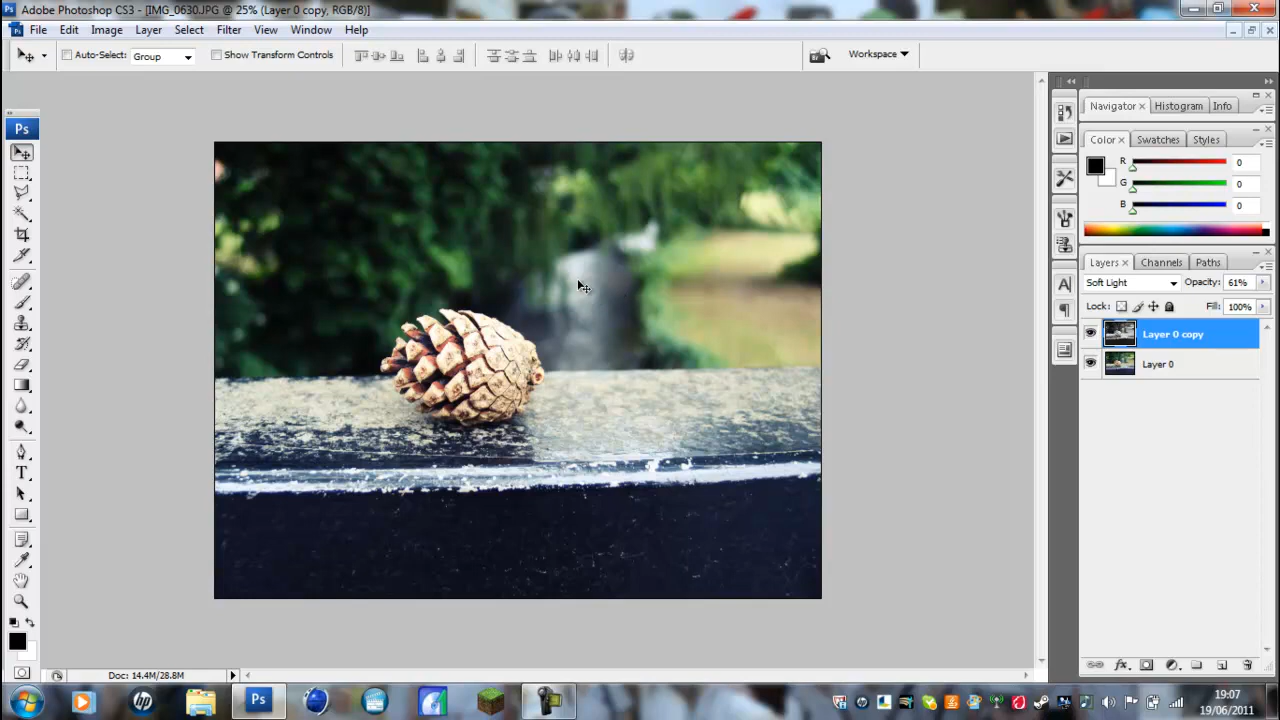 Adobe Photoshop CS3 - [IMG_0630.JPG @ 25% (Layer 0 copy, RGB/8)]
File Edit Image Layer Select Filter View Window Help
Auto-Select: Group Show Transform Controls Workspace
Ps
Navigator Histogram Info
Color Swatches Styles
R 0
G 0
B 0
Layers Channels Paths
Soft Light Opacity: 61%
Lock: Fill: 100%
Layer 0 copy
Layer 0
Doc: 14.4M/28.8M
Ps
19:07
19/06/2011